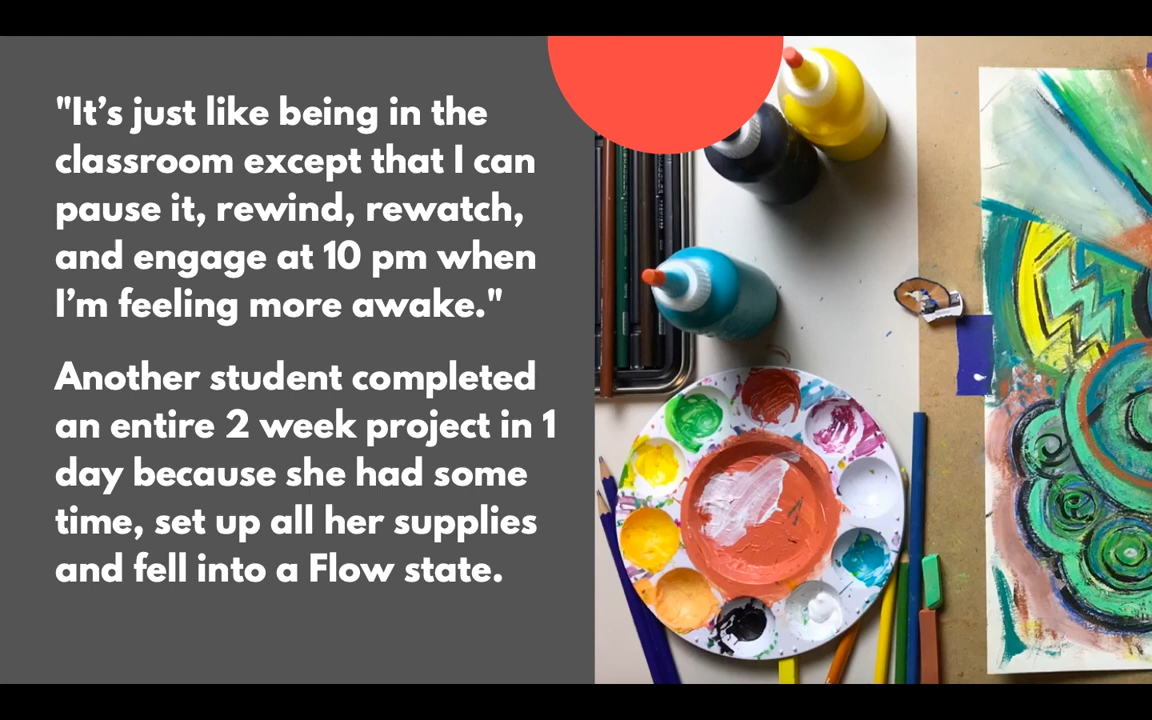 "It’s just like being in the
classroom except that I can
pause it, rewind, rewatch,
and engage at 10 pm when
I’m feeling more awake."
Another student completed
an entire 2 week project in 1
day because she had some
time, set up all her supplies
and fell into a Flow state.